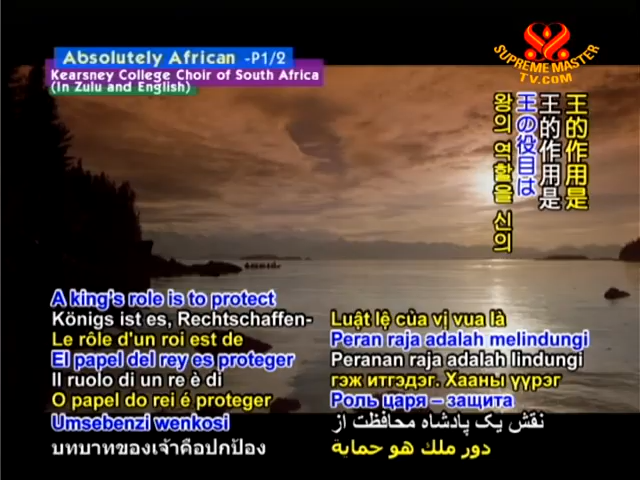 Absolutely African -P1/2
Kearsney College Choir of South Africa
(In Zulu and English)
SUPREME MASTER
TV.COM
王的作用是
王的作用是
王の役目は
왕의 역할을 신의
A king's role is to protect
Königs ist es, Rechtschaffen-
Le rôle d'un roi est de
El papel del rey es proteger
Il ruolo di un re è di
O papel do rei é proteger
Umsebenzi wenkosi
บทบาทของเจ้าคือปกป้อง
Luật lệ của vị vua là
Peran raja adalah melindungi
Peranan raja adalah lindungi
гэж итгэдэг. Хааны үүрэг
Роль царя – защита
نقش یک پادشاه محافظت از
دور ملك هو حماية